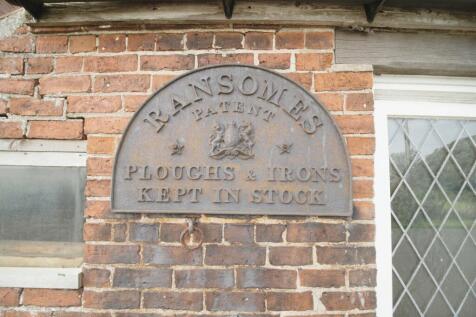 RANSOMES
PATENT
PLOUGHS & IRONS
KEPT IN STOCK